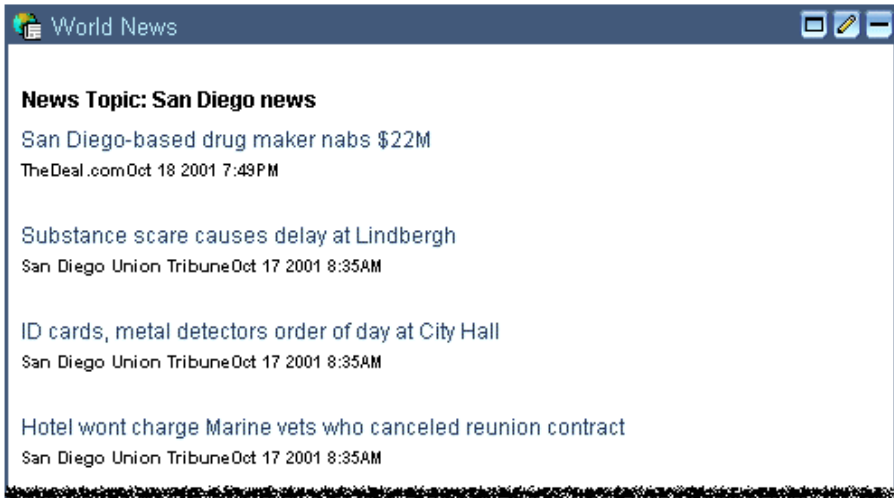 World News
News Topic: San Diego news
San Diego-based drug maker nabs $22M
TheDeal.comOct 18 2001 7:49PM
Substance scare causes delay at Lindbergh
San Diego Union TribuneOct 17 2001 8:35AM
ID cards, metal detectors order of day at City Hall
San Diego Union TribuneOct 17 2001 8:35AM
Hotel wont charge Marine vets who canceled reunion contract
San Diego Union TribuneOct 17 2001 8:35AM